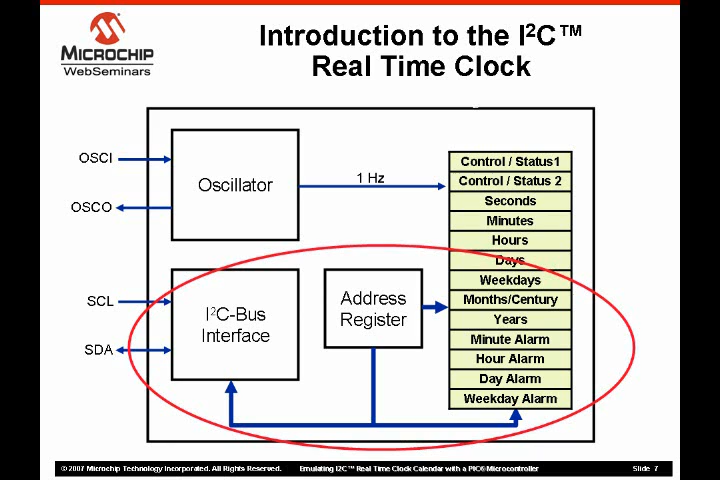 MICROCHIP
WebSeminars
Introduction to the I²C™
Real Time Clock
OSCI
OSCO
SCL
SDA
Oscillator
1 Hz
I²C-Bus
Interface
Address
Register
Control / Status1
Control / Status 2
Seconds
Minutes
Hours
Days
Weekdays
Months/Century
Years
Minute Alarm
Hour Alarm
Day Alarm
Weekday Alarm
© 2007 Microchip Technology Incorporated. All Rights Reserved.
Emulating I2C™ Real Time Clock Calendar with a PIC® Microcontroller
Slide 7